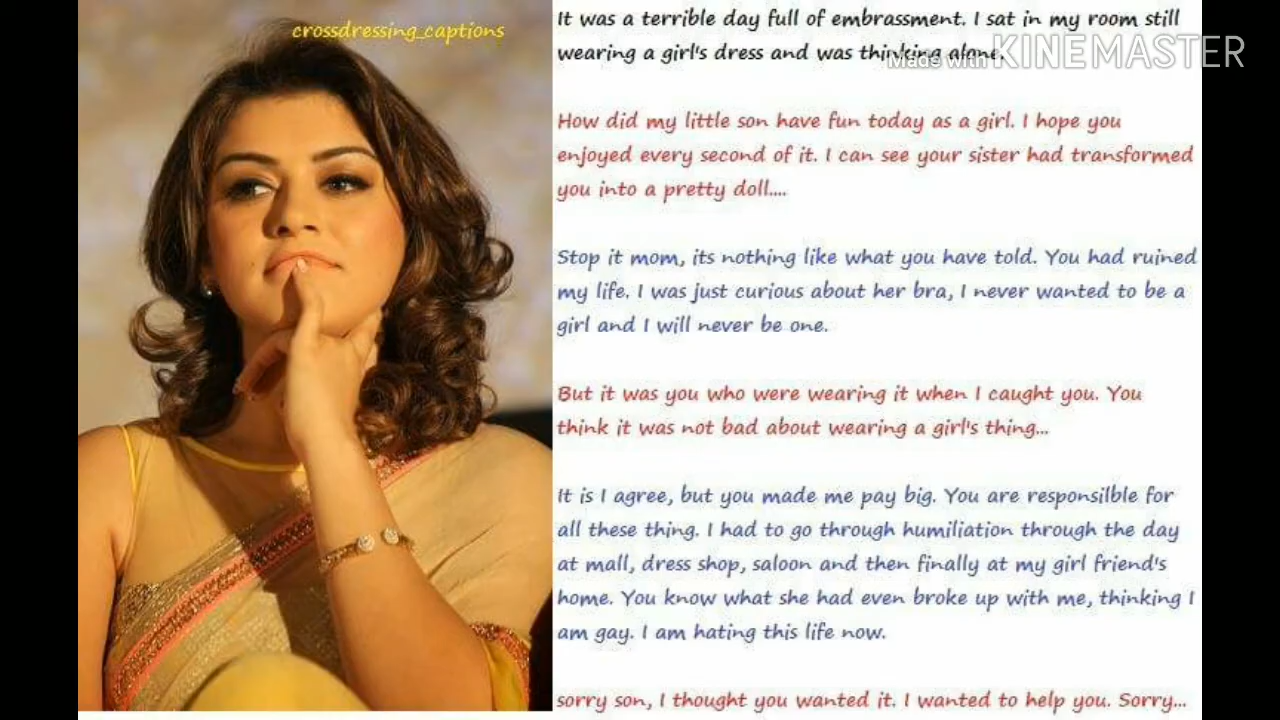 crossdressing_captions
It was a terrible day full of embrassment. I sat in my room still
wearing a girl's dress and was thinking alone.
Made with KINEMASTER
How did my little son have fun today as a girl. I hope you
enjoyed every second of it. I can see your sister had transformed
you into a pretty doll....
Stop it mom, its nothing like what you have told. You had ruined
my life. I was just curious about her bra, I never wanted to be a
girl and I will never be one.
But it was you who were wearing it when I caught you. You
think it was not bad about wearing a girl's thing...
It is I agree, but you made me pay big. You are responsilble for
all these thing. I had to go through humiliation through the day
at mall, dress shop, saloon and then finally at my girl friend's
home. You know what she had even broke up with me, thinking I
am gay. I am hating this life now.
sorry son, I thought you wanted it. I wanted to help you. Sorry...